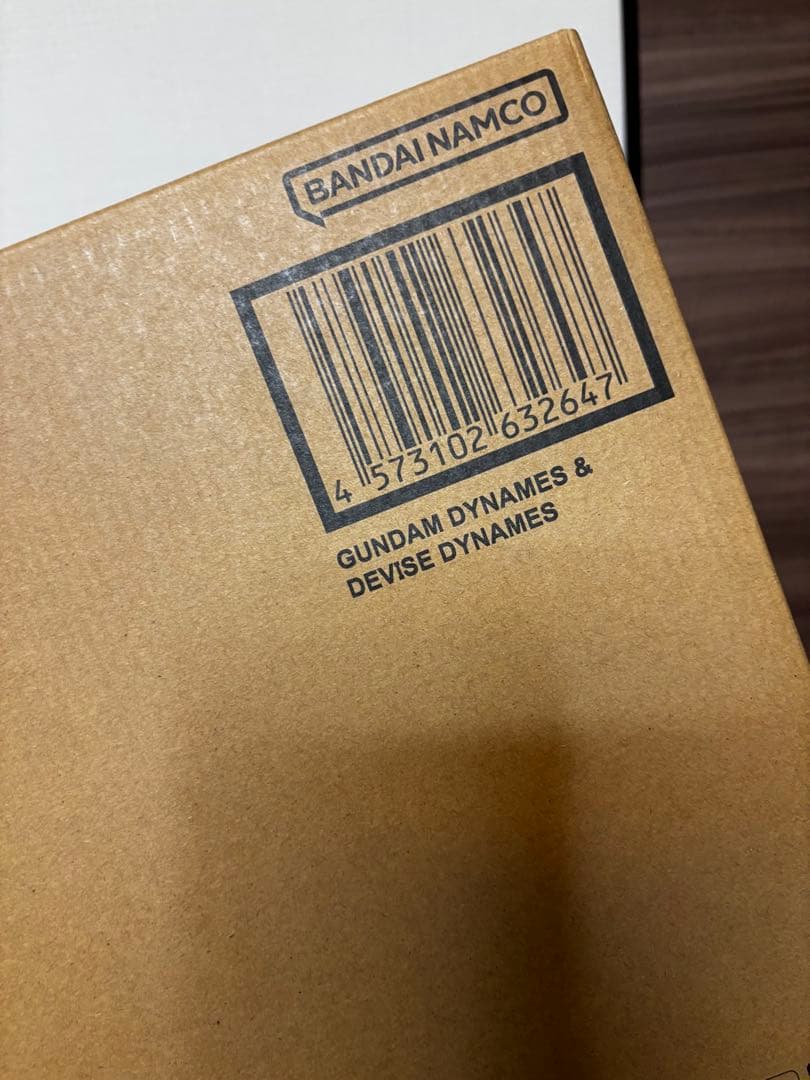 BANDAI NAMCO
4 573102 632647
GUNDAM DYNAMES &
DEVISE DYNAMES